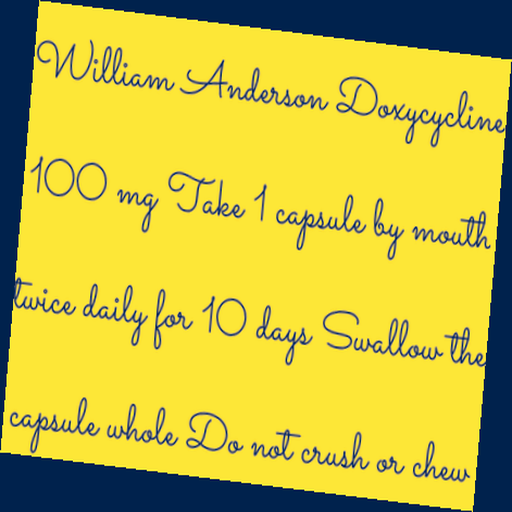 William Anderson Doxycycline
100 mg Take 1 capsule by mouth
twice daily for 10 days Swallow the
capsule whole Do not crush or chew